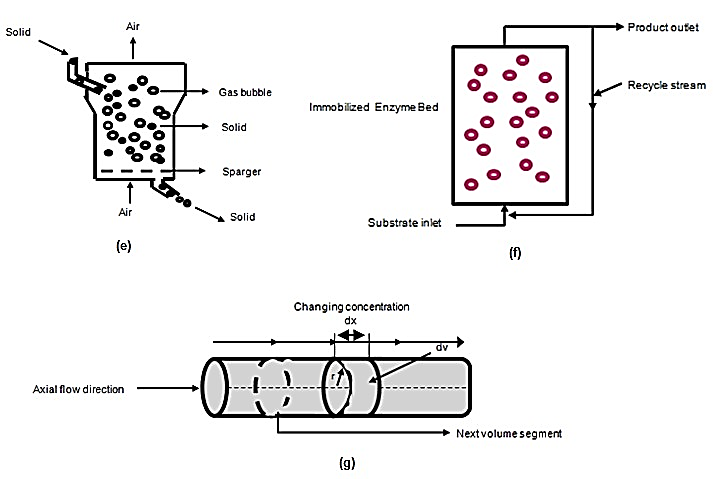 Solid
Air
Gas bubble
Solid
Sparger
Air
Solid
(e)
Product outlet
Recycle stream
Immobilized Enzyme Bed
Substrate inlet
(f)
Changing concentration
dx
dv
r
Axial flow direction
Next volume segment
(g)